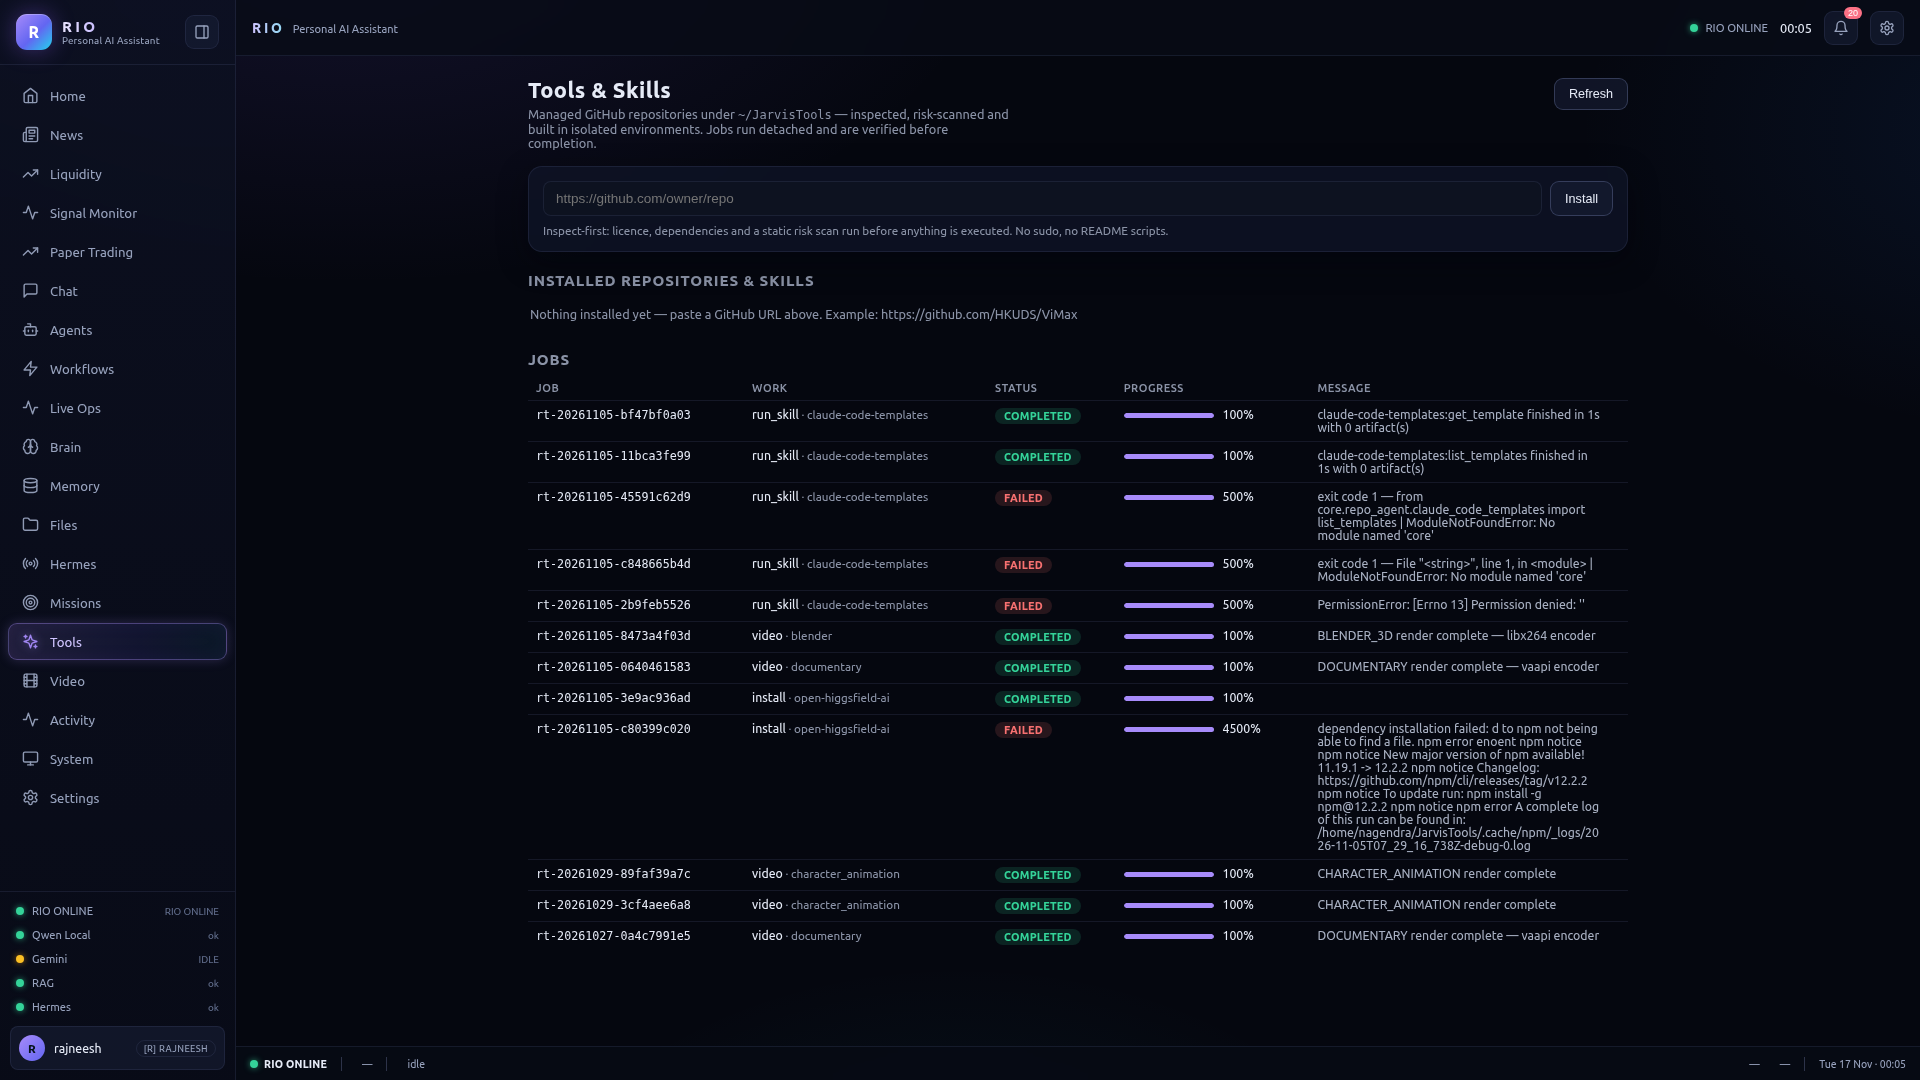 R
RIO
Personal AI Assistant
Home
News
Liquidity
Signal Monitor
Paper Trading
Chat
Agents
Workflows
Live Ops
Brain
Memory
Files
Hermes
Missions
Tools
Video
Activity
System
Settings
RIO ONLINE RIO ONLINE
Qwen Local ok
Gemini IDLE
RAG ok
Hermes ok
R rajneesh [R] RAJNEESH
RIO Personal AI Assistant
RIO ONLINE 00:05 20
Tools & Skills
Refresh
Managed GitHub repositories under ~/JarvisTools — inspected, risk-scanned and
built in isolated environments. Jobs run detached and are verified before
completion.
https://github.com/owner/repo Install
Inspect-first: licence, dependencies and a static risk scan run before anything is executed. No sudo, no README scripts.
INSTALLED REPOSITORIES & SKILLS
Nothing installed yet — paste a GitHub URL above. Example: https://github.com/HKUDS/ViMax
JOBS
JOB WORK STATUS PROGRESS MESSAGE
rt-20261105-bf47bf0a03 run_skill · claude-code-templates COMPLETED 100% claude-code-templates:get_template finished in 1s
with 0 artifact(s)
rt-20261105-11bca3fe99 run_skill · claude-code-templates COMPLETED 100% claude-code-templates:list_templates finished in
1s with 0 artifact(s)
rt-20261105-45591c62d9 run_skill · claude-code-templates FAILED 500% exit code 1 — from
core.repo_agent.claude_code_templates import
list_templates | ModuleNotFoundError: No
module named 'core'
rt-20261105-c848665b4d run_skill · claude-code-templates FAILED 500% exit code 1 — File "<string>", line 1, in <module> |
ModuleNotFoundError: No module named 'core'
rt-20261105-2b9feb5526 run_skill · claude-code-templates FAILED 500% PermissionError: [Errno 13] Permission denied: ''
rt-20261105-8473a4f03d video · blender COMPLETED 100% BLENDER_3D render complete — libx264 encoder
rt-20261105-0640461583 video · documentary COMPLETED 100% DOCUMENTARY render complete — vaapi encoder
rt-20261105-3e9ac936ad install · open-higgsfield-ai COMPLETED 100%
rt-20261105-c80399c020 install · open-higgsfield-ai FAILED 4500% dependency installation failed: d to npm not being
able to find a file. npm error enoent npm notice
npm notice New major version of npm available!
11.19.1 -> 12.2.2 npm notice Changelog:
https://github.com/npm/cli/releases/tag/v12.2.2
npm notice To update run: npm install -g
npm@12.2.2 npm notice npm error A complete log
of this run can be found in:
/home/nagendra/JarvisTools/.cache/npm/_logs/20
26-11-05T07_29_16_738Z-debug-0.log
rt-20261029-89faf39a7c video · character_animation COMPLETED 100% CHARACTER_ANIMATION render complete
rt-20261029-3cf4aee6a8 video · character_animation COMPLETED 100% CHARACTER_ANIMATION render complete
rt-20261027-0a4c7991e5 video · documentary COMPLETED 100% DOCUMENTARY render complete — vaapi encoder
RIO ONLINE — idle — — Tue 17 Nov · 00:05